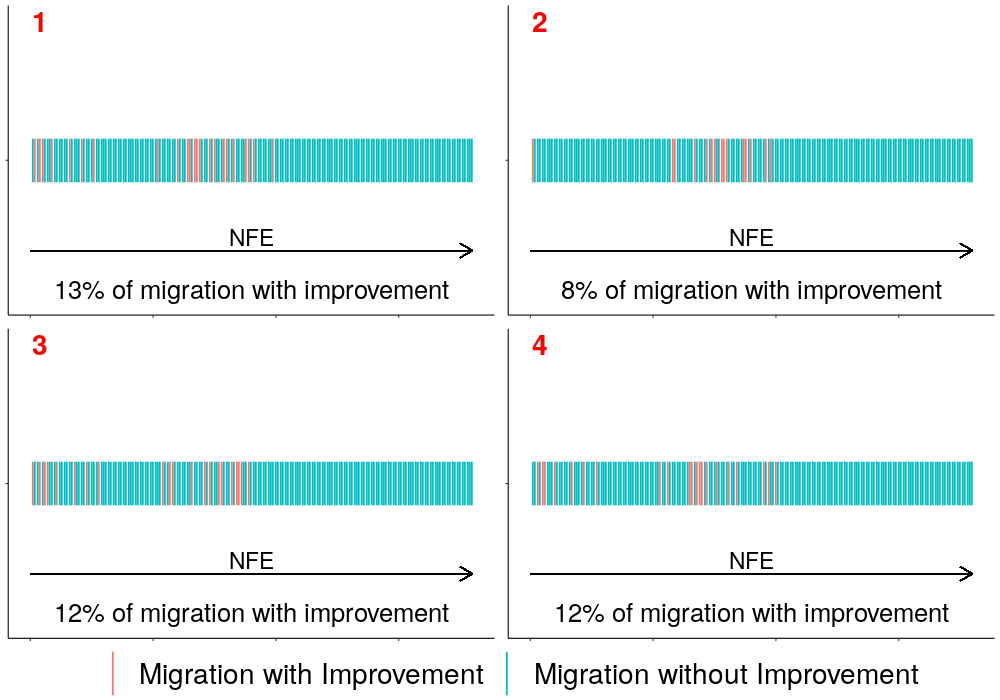 1
NFE
13% of migration with improvement
2
NFE
8% of migration with improvement
3
NFE
12% of migration with improvement
4
NFE
12% of migration with improvement
Migration with Improvement
Migration without Improvement